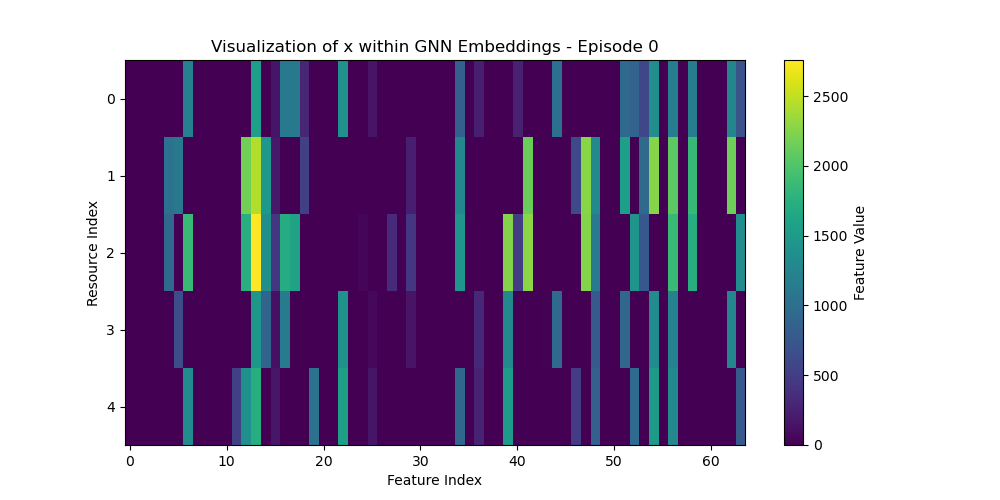 Visualization of x within GNN Embeddings - Episode 0
0
1
2
3
4
Resource Index
0 10 20 30 40 50 60
Feature Index
2500
2000
1500
1000
500
0
Feature Value